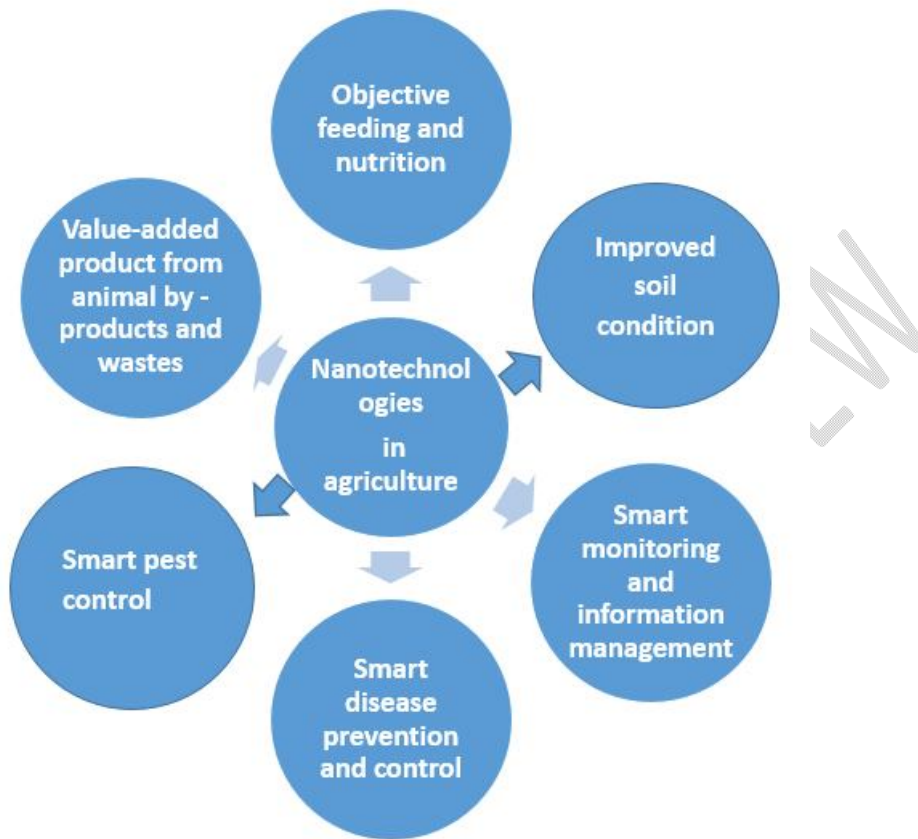 Objective
feeding and
nutrition
Value-added
product from
animal by -
products and
wastes
Improved
soil
condition
Nanotechnol
ogies
in
agriculture
Smart pest
control
Smart
monitoring
and
information
management
Smart
disease
prevention
and control